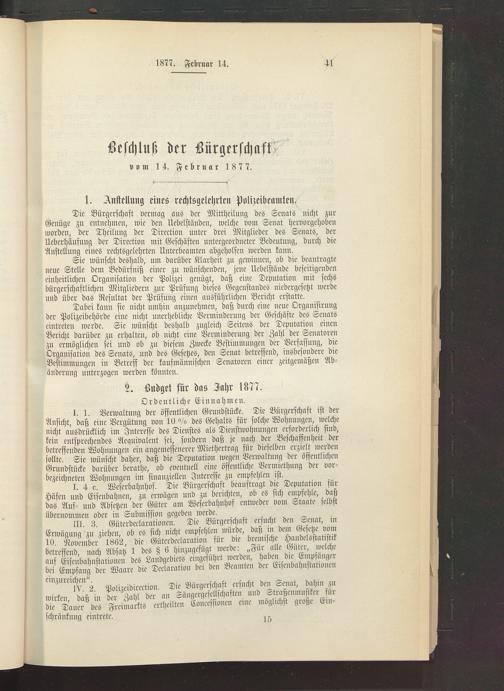 1877. Februar 14.
41
Beschluß der Bürgerschaft
vom 14. Februar 1877.
1. Anstellung eines rechtsgelehrten Polizeibeamten.
Die Bürgerschaft vermag aus der Mittheilung des Senats nicht zur
Genüge zu entnehmen, wie den Uebelständen, welche vom Senat hervorgehoben
worden, der Theilung der Direction unter drei Mitglieder des Senats, der
Ueberhäufung der Direction mit Geschäften untergeordneter Bedeutung, durch die
Anstellung eines rechtsgelehrten Unterbeamten abgeholfen werden kann.
Sie wünscht deshalb, um darüber Klarheit zu gewinnen, ob die beantragte
neue Stelle dem Bedürfniß einer zu wünschenden, jene Uebelstände beseitigenden
einheitlichen Organisation der Polizei genügt, daß eine Deputation mit sechs
bürgerschaftlichen Mitgliedern zur Prüfung dieses Gegenstandes niedergesetzt werde
und über das Resultat der Prüfung einen ausführlichen Bericht erstatte.
Dabei kann sie nicht umhin anzunehmen, daß durch eine neue Organisirung
der Polizeibehörde eine nicht unerhebliche Verminderung der Geschäfte des Senats
eintreten werde. Sie wünscht deshalb zugleich Seitens der Deputation einen
Bericht darüber zu erhalten, ob nicht eine Verminderung der Zahl der Senatoren
zu ermöglichen sei und ob zu diesem Zwecke Bestimmungen der Verfassung, die
Organisation des Senats, und des Gesetzes, den Senat betreffend, insbesondere die
Bestimmungen in Betreff der kaufmännischen Senatoren einer zeitgemäßen Ab-
änderung unterzogen werden könnten.
2. Budget für das Jahr 1877.
Ordentliche Einnahmen.
I. 1. Verwaltung der öffentlichen Grundstücke. Die Bürgerschaft ist der
Ansicht, daß eine Vergütung von 10 % des Gehalts für solche Wohnungen, welche
nicht ausdrücklich im Interesse des Dienstes als Dienstwohnungen erforderlich sind,
kein entsprechendes Aequivalent sei, sondern daß je nach der Beschaffenheit der
betreffenden Wohnungen ein angemessenerer Miethertrag für dieselben erzielt werden
sollte. Sie wünscht daher, daß die Deputation wegen Verwaltung der öffentlichen
Grundstücke darüber berathe, ob eventuell eine öffentliche Vermiethung der vor-
bezeichneten Wohnungen im finanziellen Interesse zu empfehlen ist.
I. 4 c. Weserbahnhof. Die Bürgerschaft beauftragt die Deputation für
Häfen und Eisenbahnen, zu erwägen und zu berichten, ob es sich empfehle, daß
das Auf- und Absetzen der Güter am Weserbahnhof entweder vom Staate selbst
übernommen oder in Submission gegeben werde.
III. 3. Güterdeclarationen. Die Bürgerschaft ersucht den Senat, in
Erwägung zu ziehen, ob es sich nicht empfehlen würde, daß in dem Gesetze vom
10. November 1862, die Güterdeclaration für die bremische Handelsstatistik
betreffend, nach Absatz 1 des § 6 hinzugefügt werde: „Für alle Güter, welche
auf Eisenbahnstationen des Landgebiets eingeführt werden, haben die Empfänger
bei Empfang der Waare die Declaration bei den Beamten der Eisenbahnstationen
einzureichen“.
IV. 2. Polizeidirection. Die Bürgerschaft ersucht den Senat, dahin zu
wirken, daß in der Zahl der an Sängergesellschaften und Straßenmusiker für
die Dauer des Freimarkts ertheilten Concessionen eine möglichst große Ein-
schränkung eintrete.
15